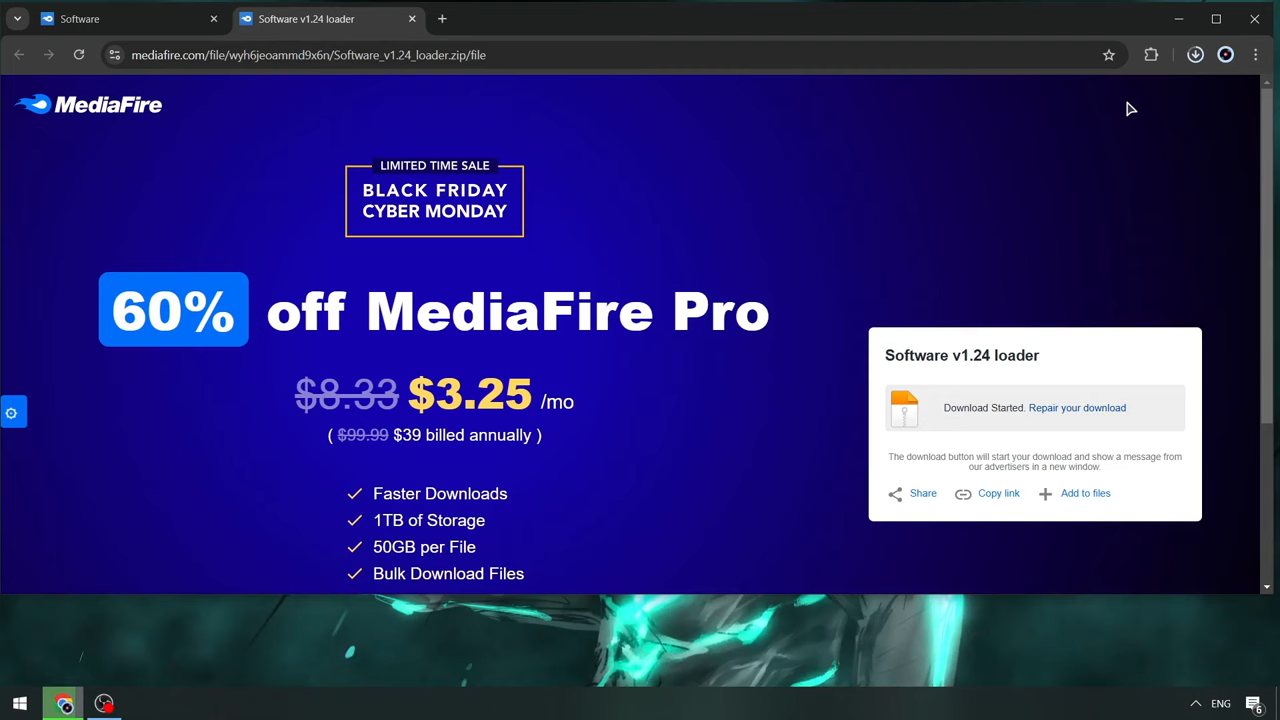 Software
Software v1.24 loader
mediafire.com/file/wyh6jeoammd9x6n/Software_v1.24_loader.zip/file
MediaFire
LIMITED TIME SALE
BLACK FRIDAY
CYBER MONDAY
60% off MediaFire Pro
$8.33 $3.25 /mo
( $99.99 $39 billed annually )
Faster Downloads
1TB of Storage
50GB per File
Bulk Download Files
Software v1.24 loader
Download Started. Repair your download
The download button will start your download and show a message from
our advertisers in a new window.
Share
Copy link
Add to files
ENG
6